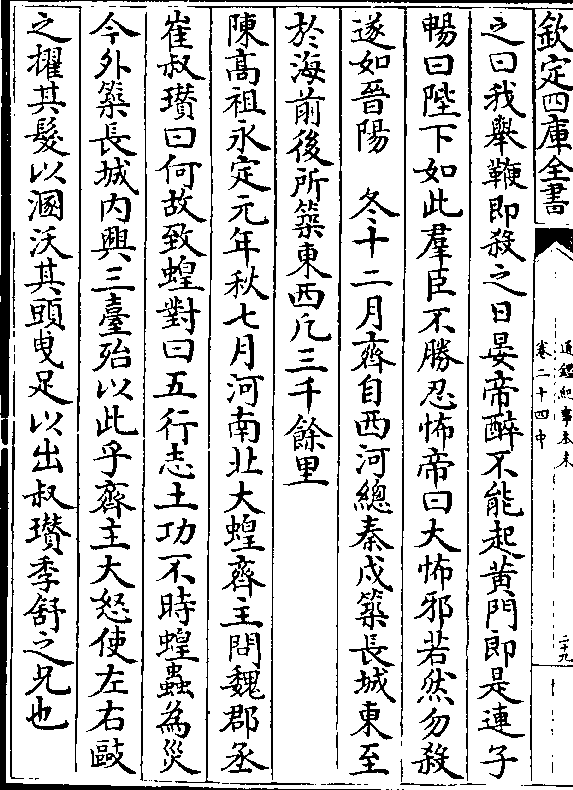 欽定四庫全書
通鑑紀事本末
卷二十四中
二十九
之曰我舉鞭即殺之日晏帝醉不能起黃門郎是連子
暢曰陛下如此羣臣不勝忍怖帝曰大怖邪若然勿殺
遂如晉陽　冬十二月齊自西河總秦戍築長城東至
於海前後所築東西凡三千餘里
陳高祖永定元年秋七月河南北大蝗齊主問魏郡丞
崔叔瓚曰何故致蝗對曰五行志土功不時蝗蟲為災
今外築長城内興三臺殆以此乎齊主大怒使左右毆
之擢其髮以溷沃其頭曳足以出叔瓚季舒之兄也